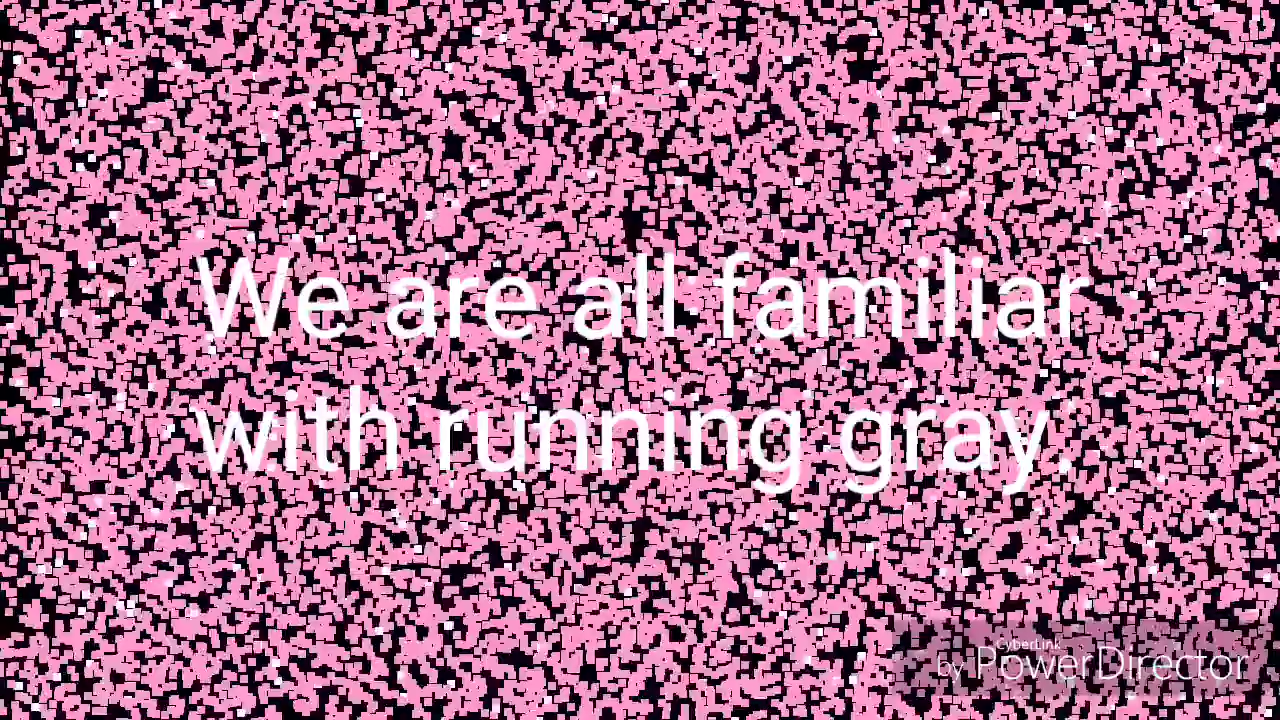 We are all familiar
with running gray.
CyberLink
by PowerDirector